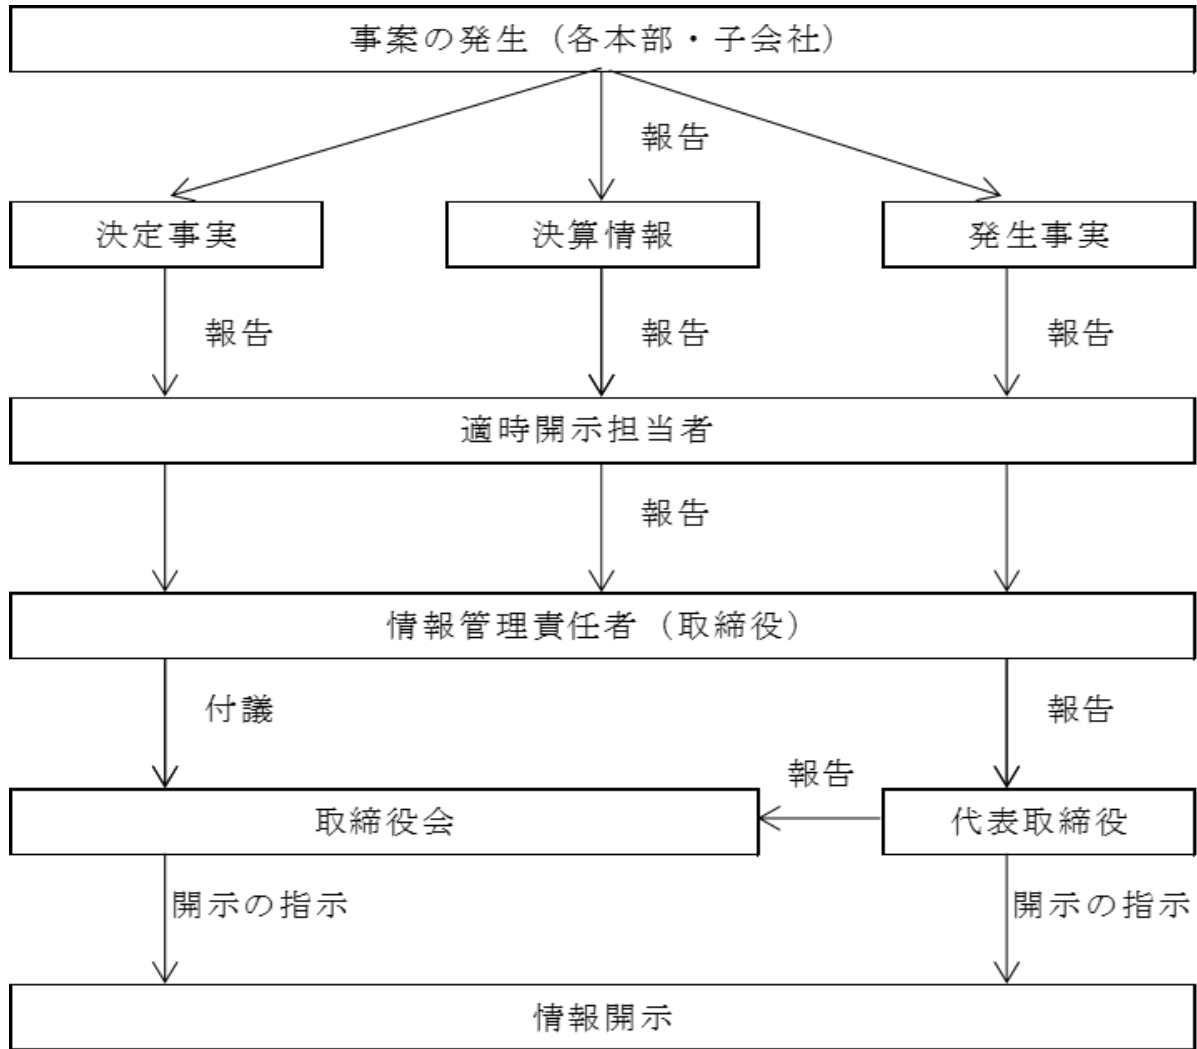 事案の発生（各本部・子会社）
報告
決定事実
決算情報
発生事実
報告
報告
報告
適時開示担当者
報告
情報管理責任者（取締役）
付議
報告
報告
取締役会
代表取締役
開示の指示
開示の指示
情報開示